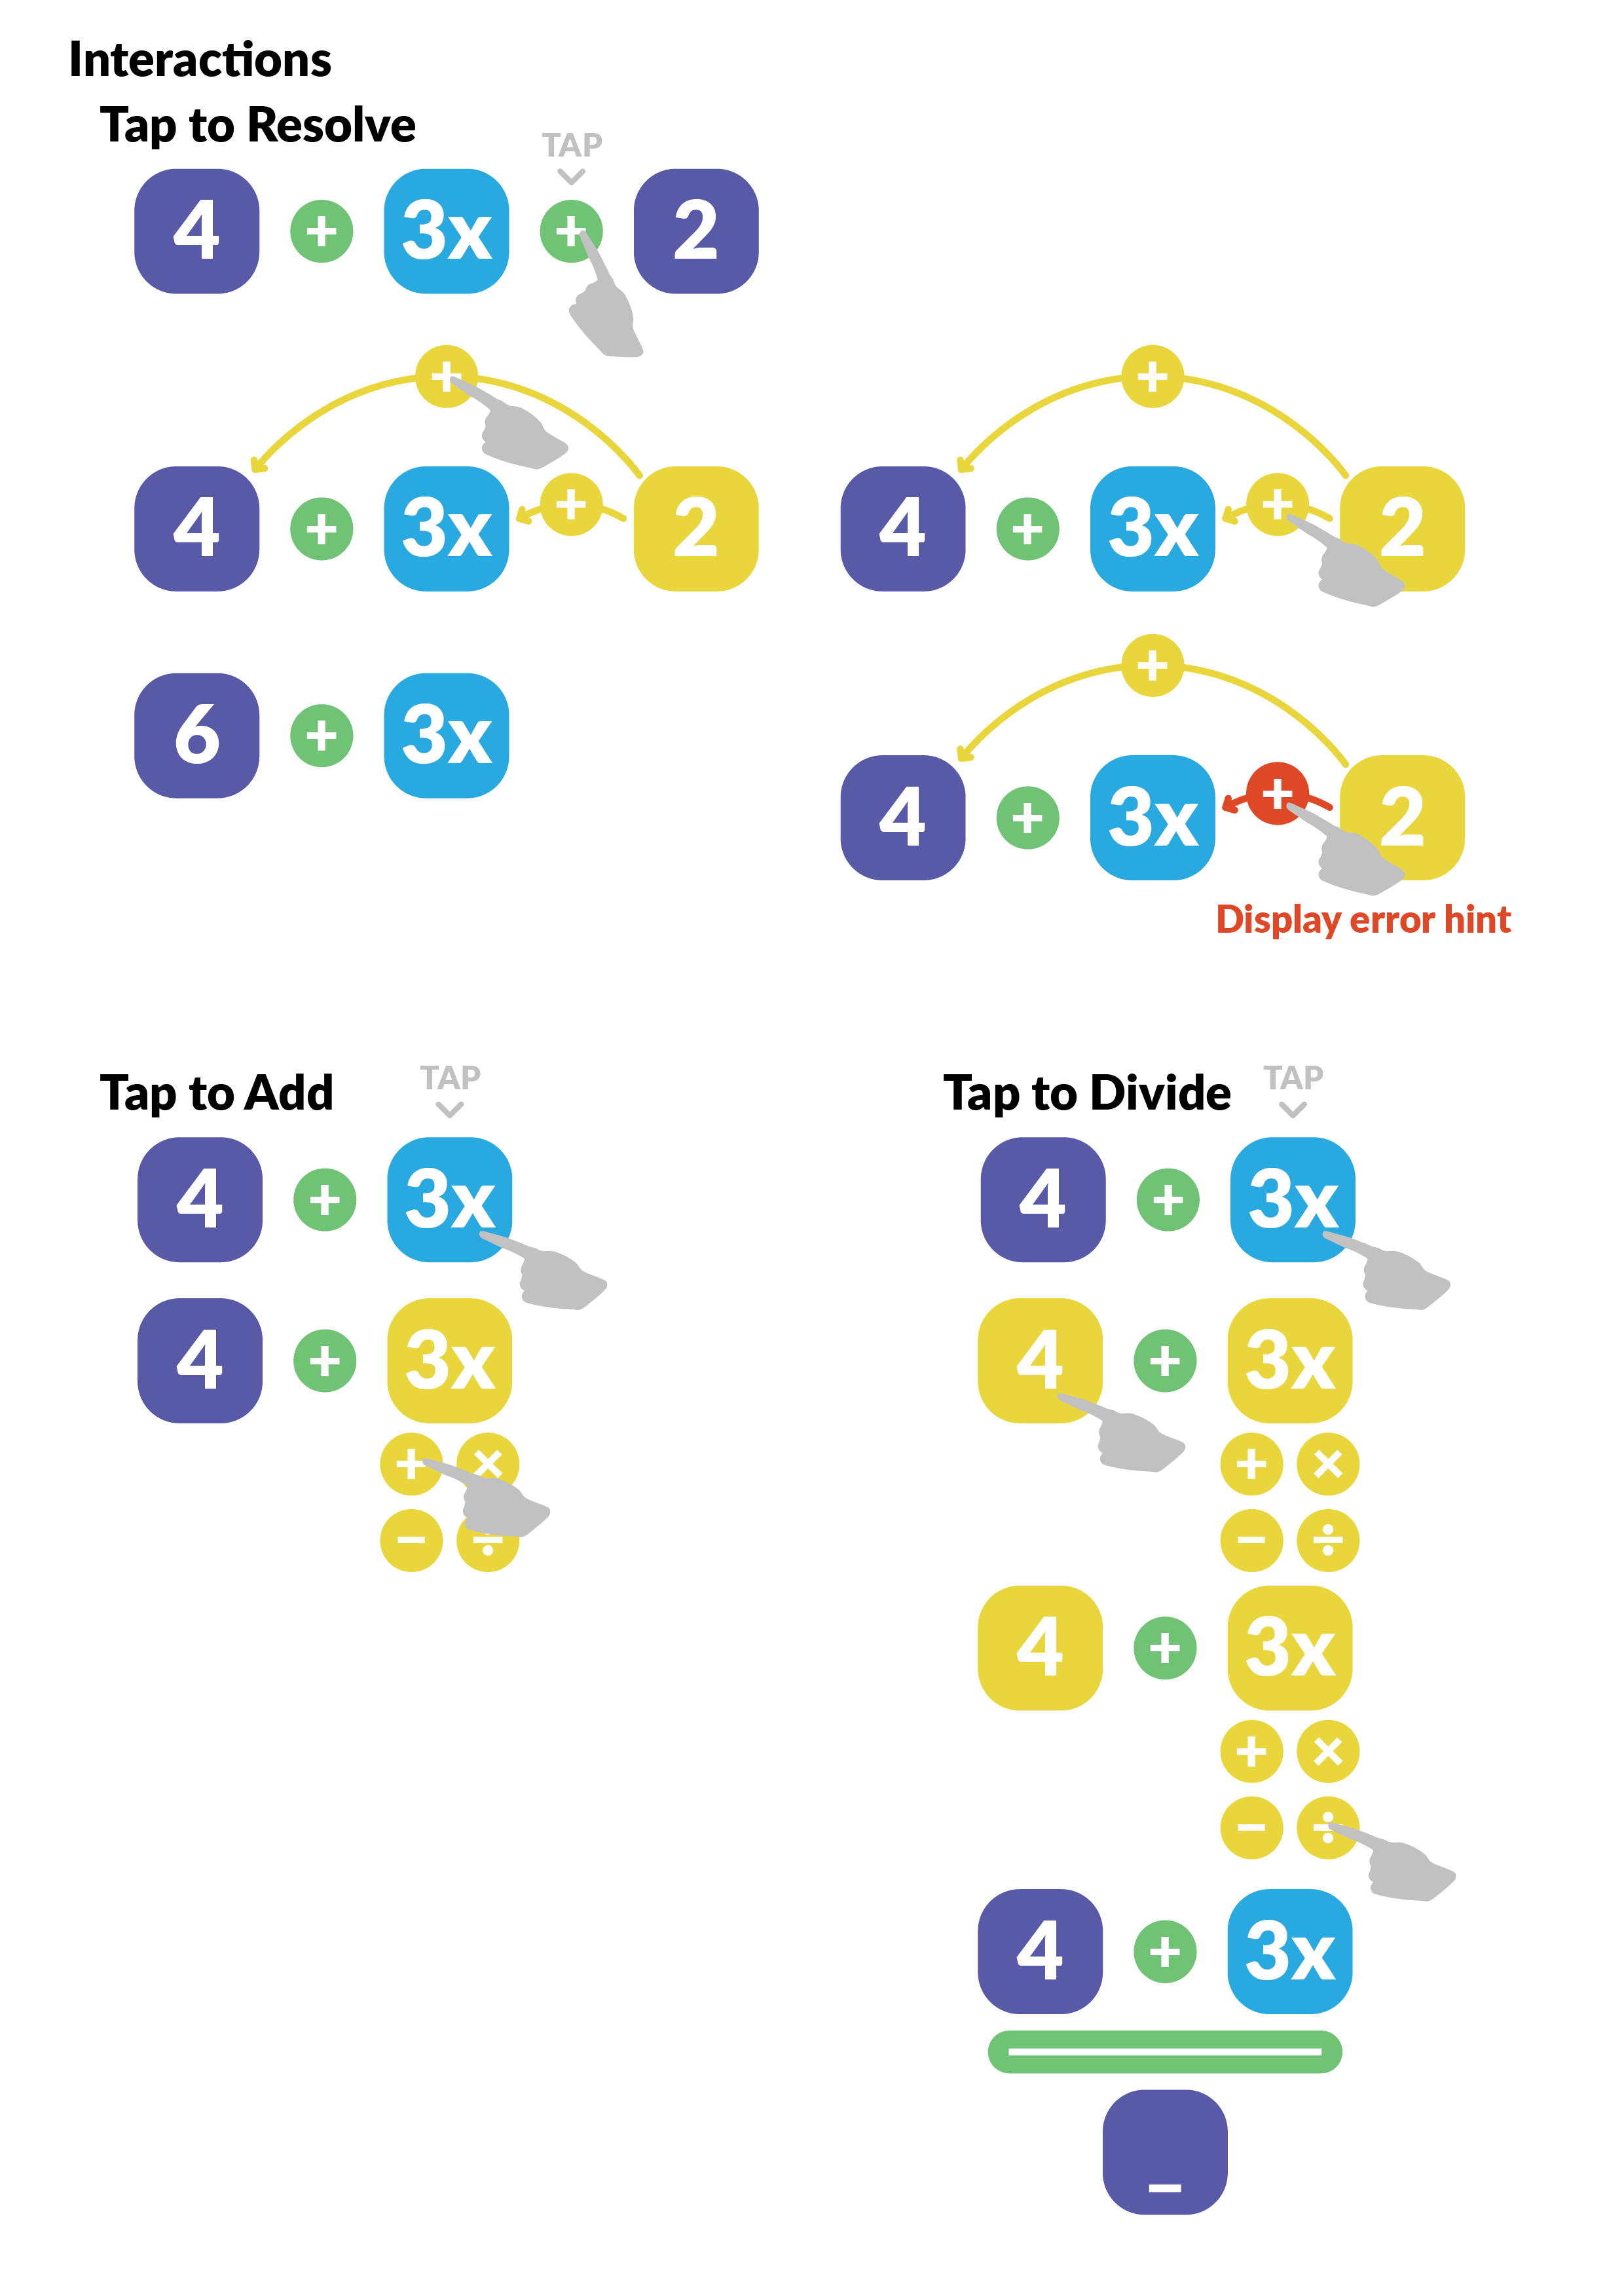 Interactions
Tap to Resolve
TAP
4 + 3x + 2
+
4 + 3x + 2
6 + 3x
+
4 + 3x + 2
+
4 + 3x + 2
Display error hint
Tap to Add
TAP
4 + 3x
4 + 3x
+ ×
− ÷
Tap to Divide
TAP
4 + 3x
4 + 3x
+ ×
− ÷
4 + 3x
+ ×
− ÷
4 + 3x
_